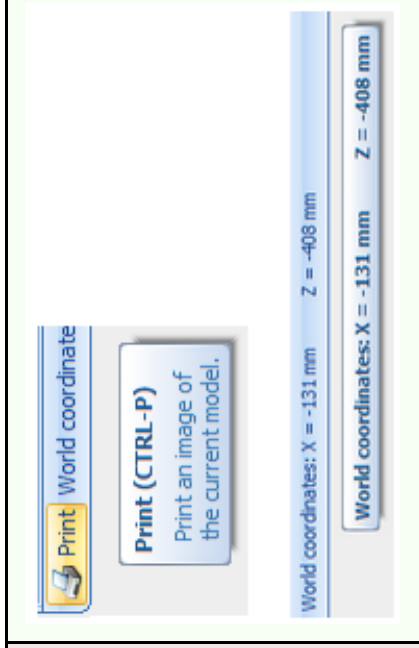 Print World coordinate
Print (CTRL-P)
Print an image of
the current model.
World coordinates: X = -131 mm Z = -408 mm
World coordinates: X = -131 mm Z = -408 mm